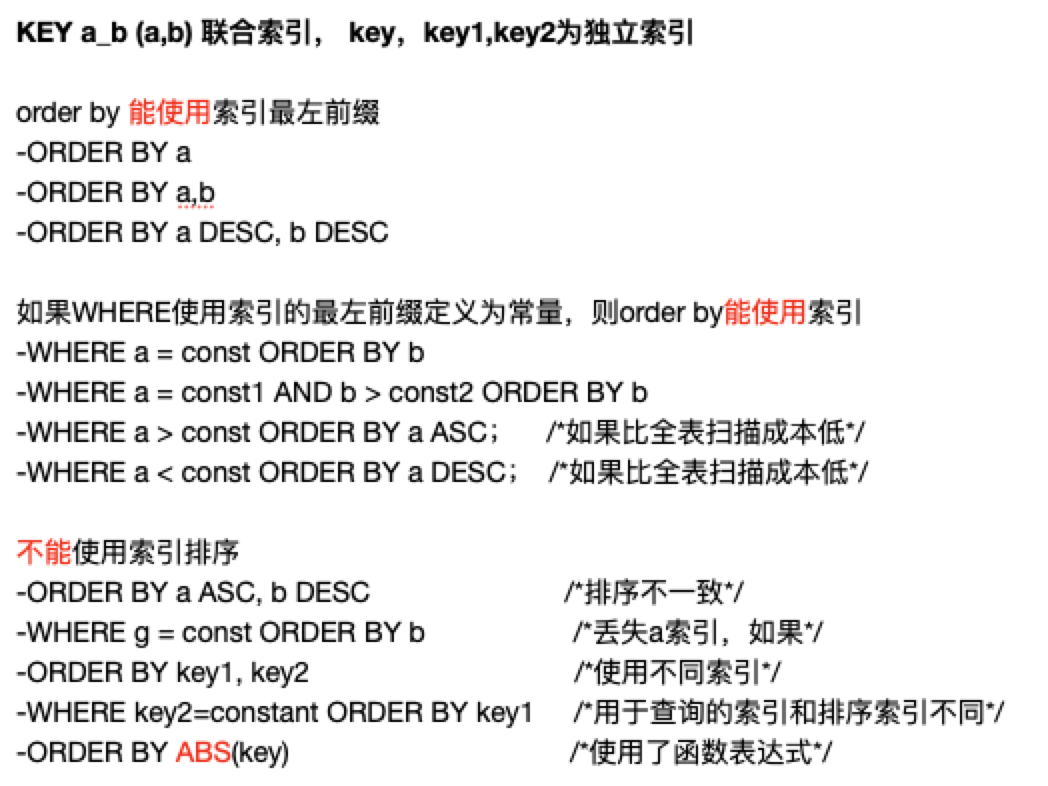 KEY a_b (a,b) 联合索引， key，key1,key2为独立索引
order by 能使用索引最左前缀
-ORDER BY a
-ORDER BY a,b
-ORDER BY a DESC, b DESC
如果WHERE使用索引的最左前缀定义为常量，则order by能使用索引
-WHERE a = const ORDER BY b
-WHERE a = const1 AND b > const2 ORDER BY b
-WHERE a > const ORDER BY a ASC； /*如果比全表扫描成本低*/
-WHERE a < const ORDER BY a DESC； /*如果比全表扫描成本低*/
不能使用索引排序
-ORDER BY a ASC, b DESC /*排序不一致*/
-WHERE g = const ORDER BY b /*丢失a索引，如果*/
-ORDER BY key1, key2 /*使用不同索引*/
-WHERE key2=constant ORDER BY key1 /*用于查询的索引和排序索引不同*/
-ORDER BY ABS(key) /*使用了函数表达式*/